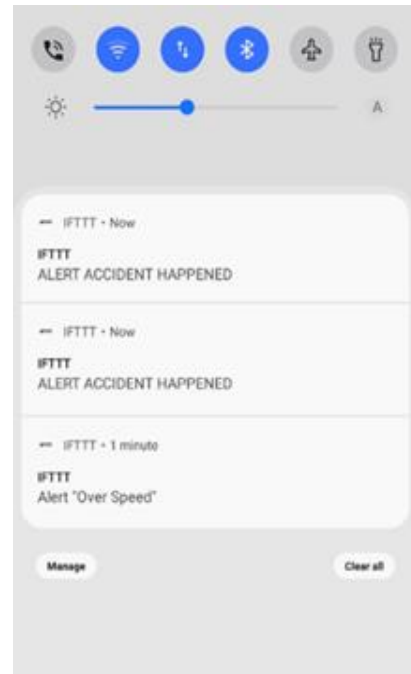 A
IFTTT • Now
IFTTT
ALERT ACCIDENT HAPPENED
IFTTT • Now
IFTTT
ALERT ACCIDENT HAPPENED
IFTTT • 1 minute
IFTTT
Alert "Over Speed"
Manage Clear all